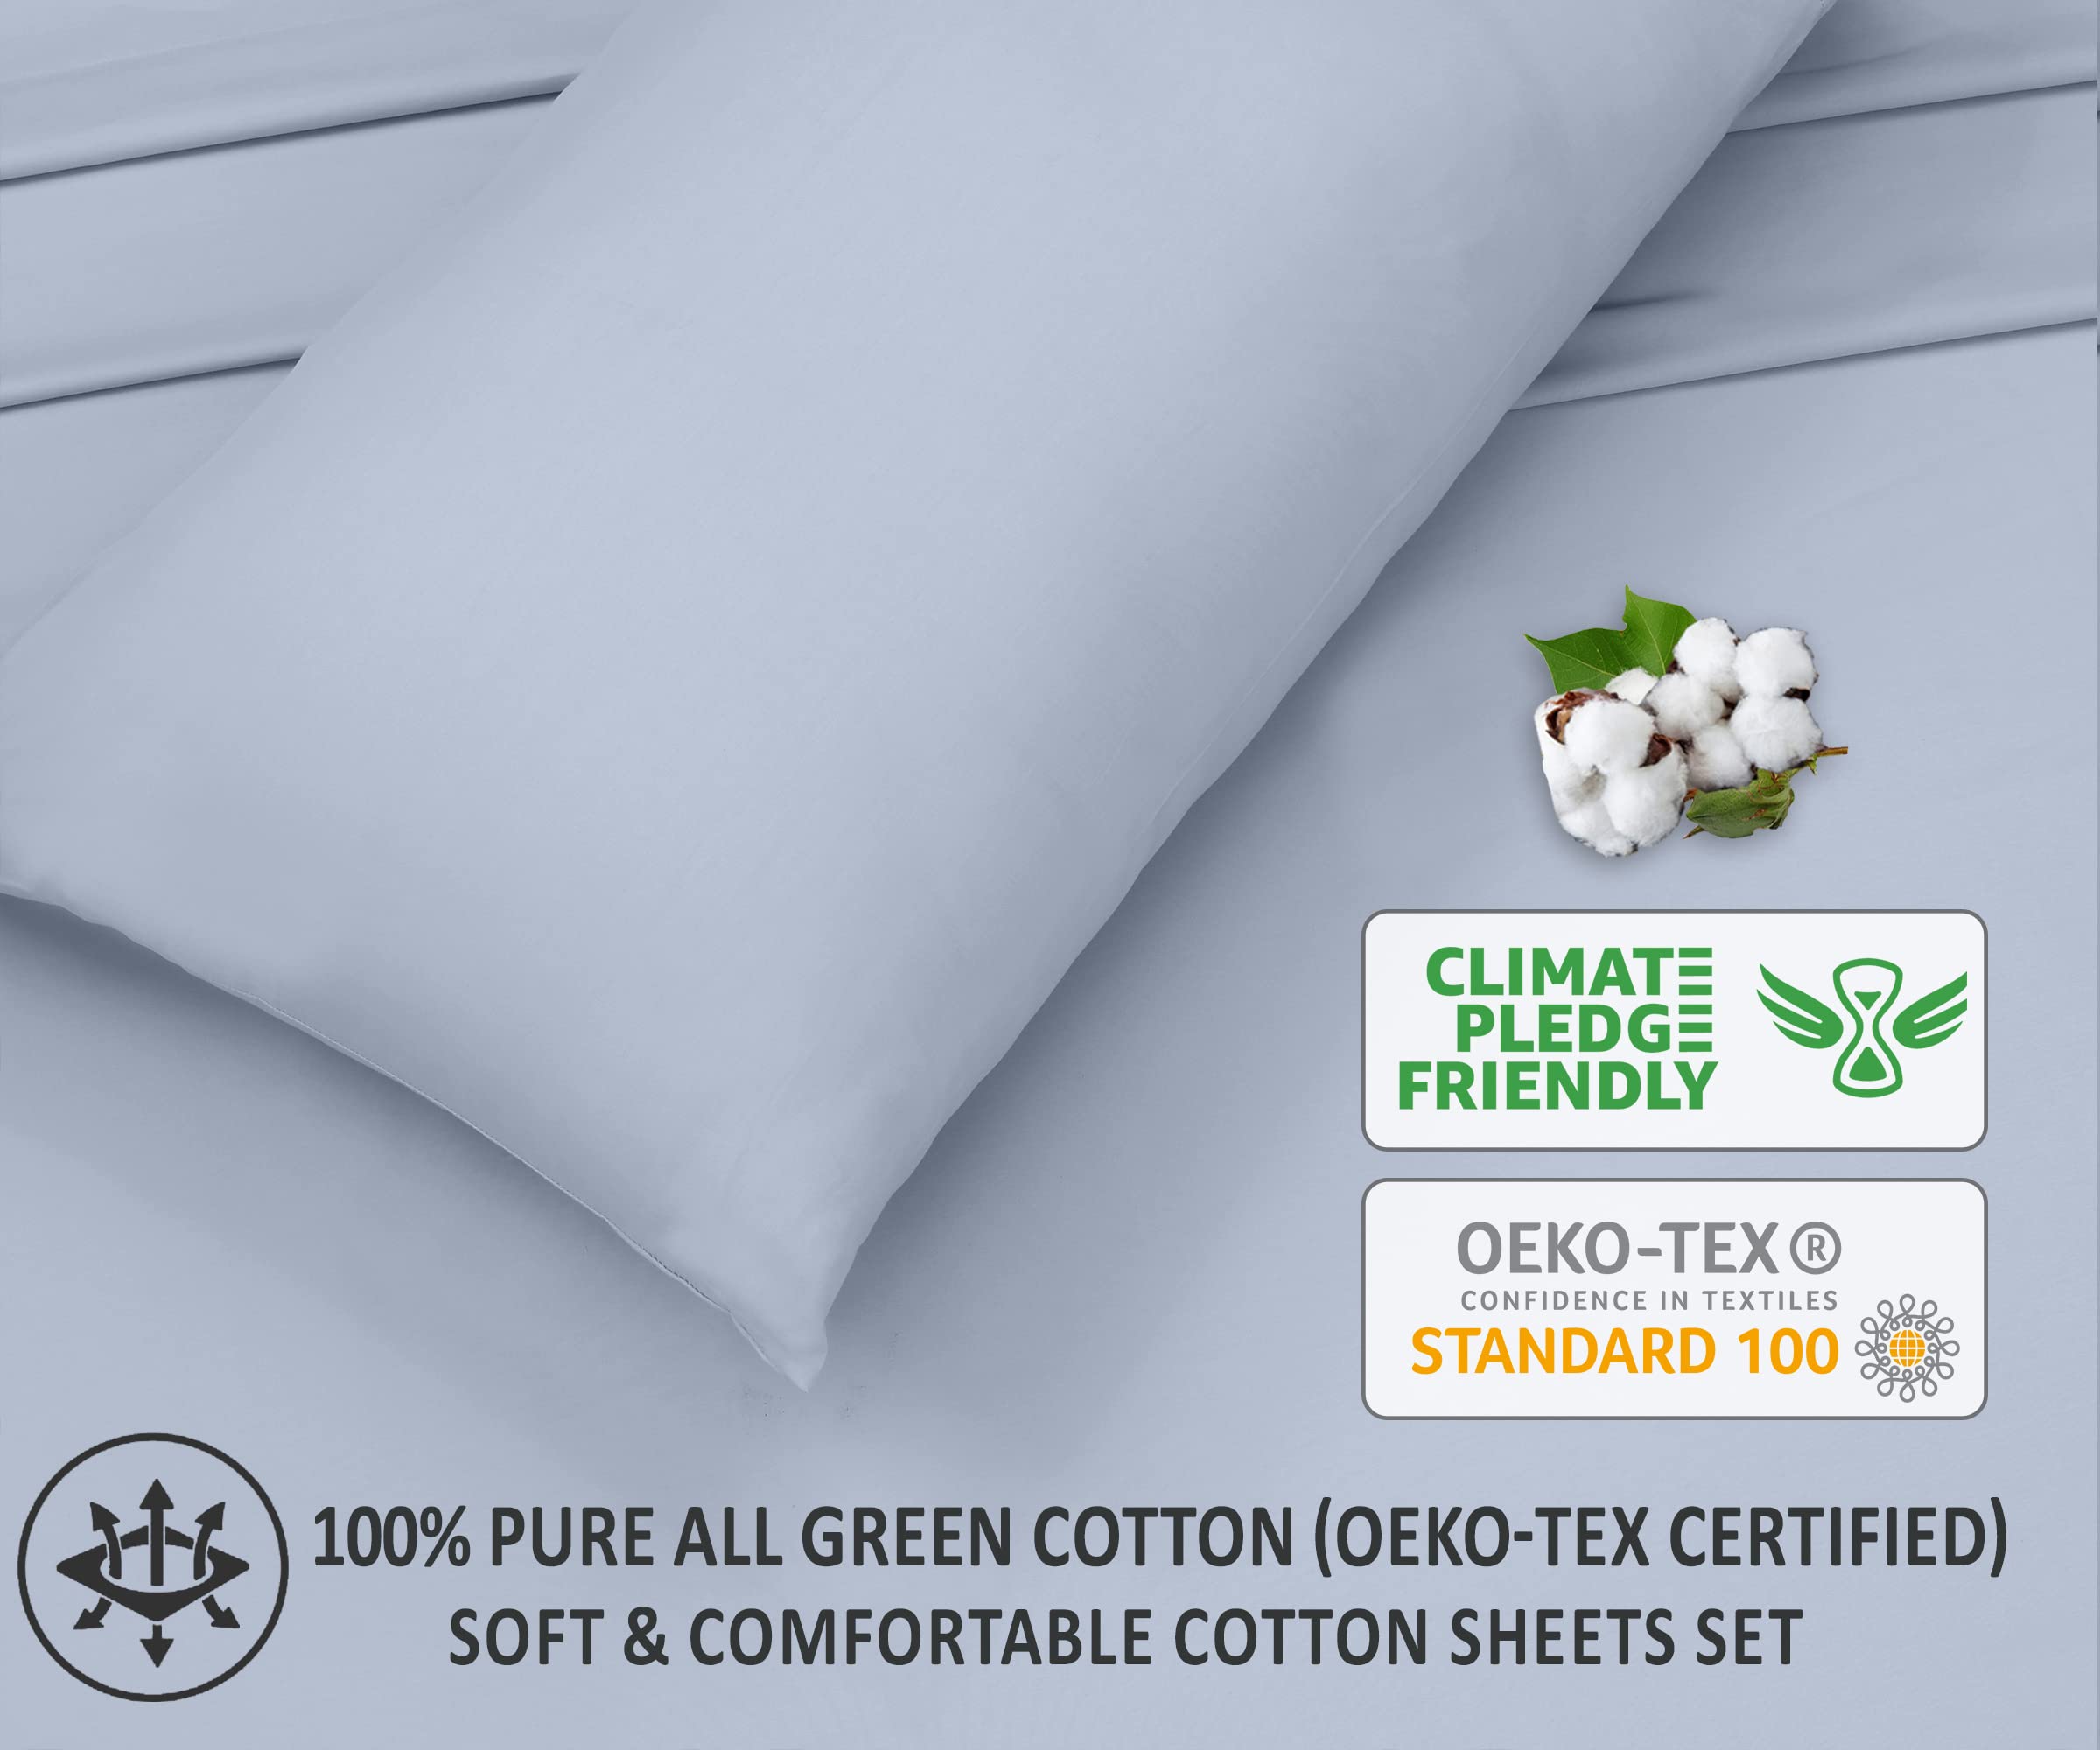 CLIMATE
PLEDGE
FRIENDLY
OEKO-TEX®
CONFIDENCE IN TEXTILES
STANDARD 100
100% PURE ALL GREEN COTTON (OEKO-TEX CERTIFIED)
SOFT & COMFORTABLE COTTON SHEETS SET